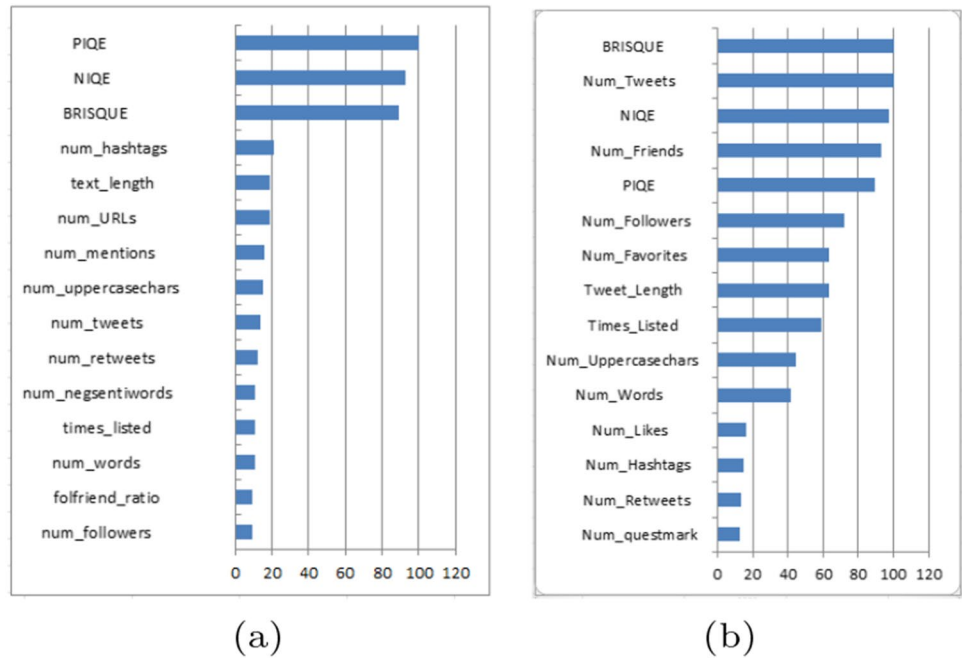 PIQE
NIQE
BRISQUE
num_hashtags
text_length
num_URLs
num_mentions
num_uppercasechars
num_tweets
num_retweets
num_negsentiwords
times_listed
num_words
folfriend_ratio
num_followers
0 20 40 60 80 100 120
(a)
BRISQUE
Num_Tweets
NIQE
Num_Friends
PIQE
Num_Followers
Num_Favorites
Tweet_Length
Times_Listed
Num_Uppercasechars
Num_Words
Num_Likes
Num_Hashtags
Num_Retweets
Num_questmark
0 20 40 60 80 100 120
(b)